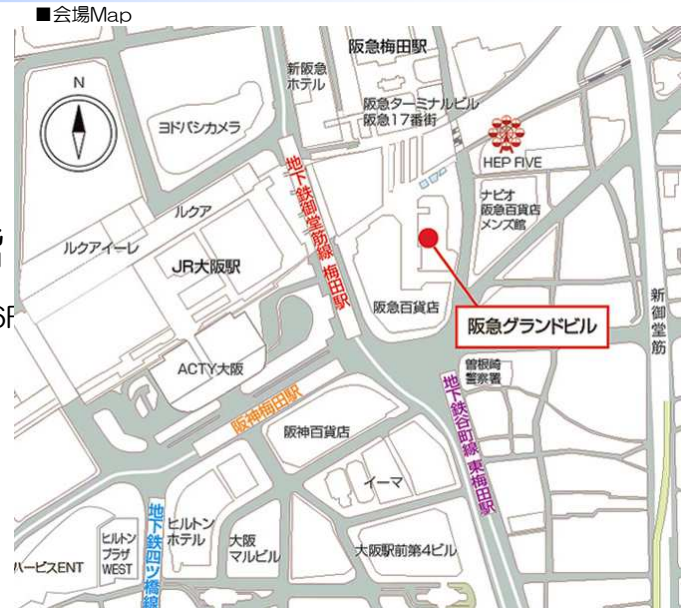 ■会場Map
阪急梅田駅
新阪急
ホテル
N
阪急ターミナルビル
阪急17番街
ヨドバシカメラ
HEP FIVE
地下鉄御堂筋線 梅田駅
ナビオ
阪急百貨店
メンズ館
ルクア
ルクアイーレ
JR大阪駅
阪急百貨店
新御堂筋
阪急グランドビル
ACTY大阪
曽根崎
警察署
阪神梅田駅
地下鉄谷町線 東梅田駅
阪神百貨店
イーマ
地下鉄四ツ橋線
ヒルトン
ホテル
ヒルトン
プラザ
WEST
大阪
マルビル
大阪駅前第4ビル
ハービスENT